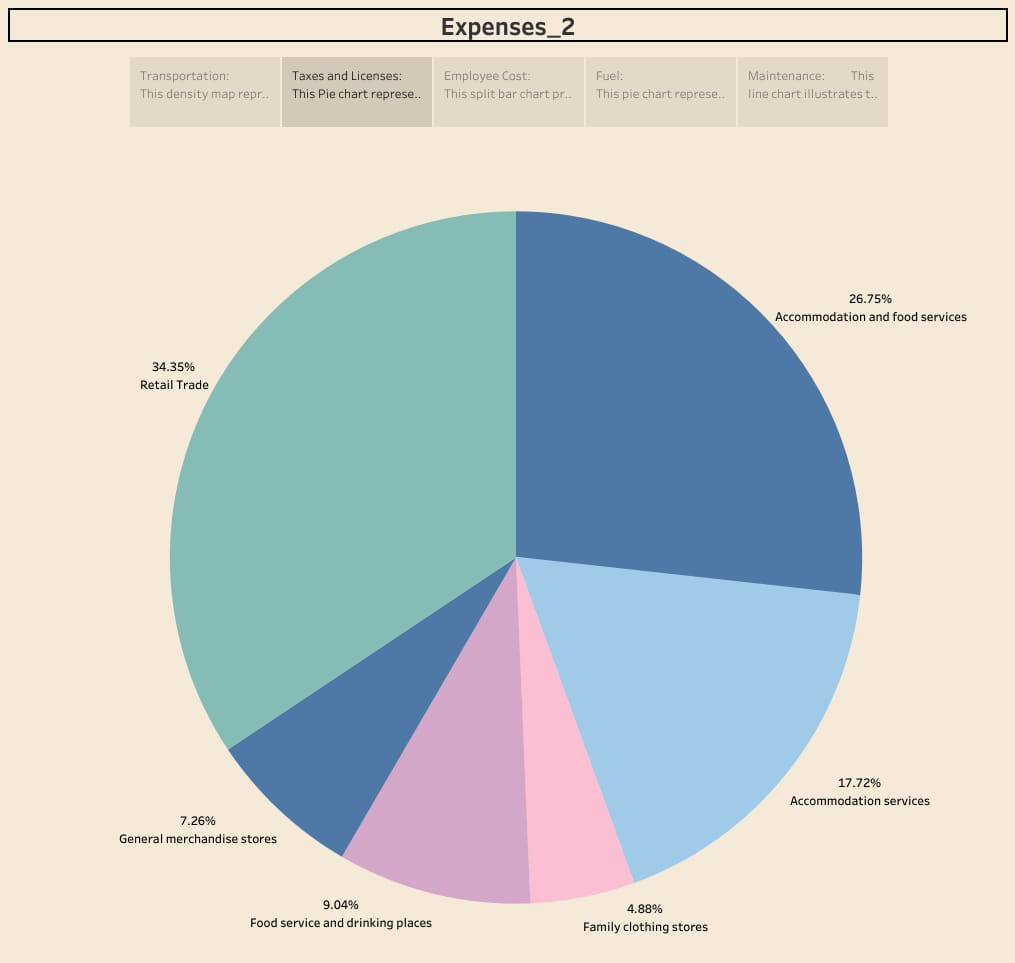 Expenses_2
Transportation:
This density map repr..
Taxes and Licenses:
This Pie chart represe..
Employee Cost:
This split bar chart pr..
Fuel:
This pie chart represe..
Maintenance: This
line chart illustrates t..
26.75%
Accommodation and food services
34.35%
Retail Trade
17.72%
Accommodation services
7.26%
General merchandise stores
9.04%
Food service and drinking places
4.88%
Family clothing stores